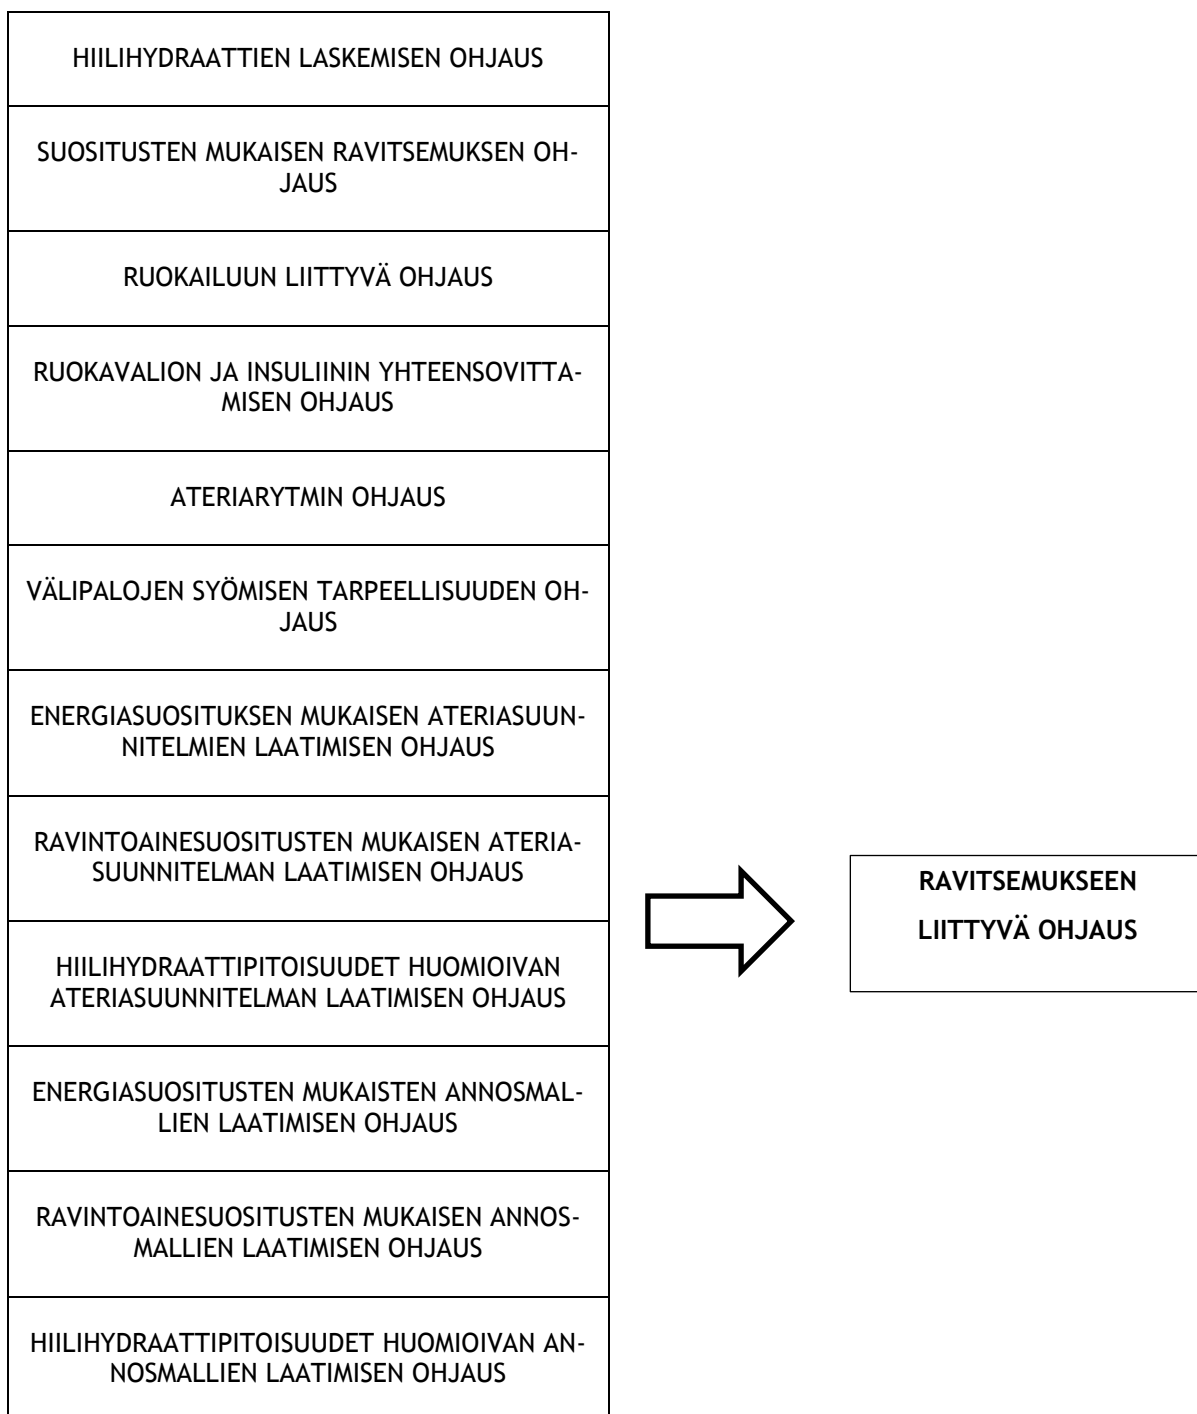 HIILIHYDRAATTIEN LASKEMISEN OHJAUS
SUOSITUSTEN MUKAISEN RAVITSEMUKSEN OH-
JAUS
RUOKAILUUN LIITTYVÄ OHJAUS
RUOKAVALION JA INSULIININ YHTEENSOVITTA-
MISEN OHJAUS
ATERIARYTMIN OHJAUS
VÄLIPALOJEN SYÖMISEN TARPEELLISUUDEN OH-
JAUS
ENERGIASUOSITUKSEN MUKAISEN ATERIASUUN-
NITELMIEN LAATIMISEN OHJAUS
RAVINTOAINESUOSITUSTEN MUKAISEN ATERIA-
SUUNNITELMAN LAATIMISEN OHJAUS
HIILIHYDRAATTIPITOISUUDET HUOMIOIVAN
ATERIASUUNNITELMAN LAATIMISEN OHJAUS
ENERGIASUOSITUSTEN MUKAISTEN ANNOSMAL-
LIEN LAATIMISEN OHJAUS
RAVINTOAINESUOSITUSTEN MUKAISEN ANNOS-
MALLIEN LAATIMISEN OHJAUS
HIILIHYDRAATTIPITOISUUDET HUOMIOIVAN AN-
NOSMALLIEN LAATIMISEN OHJAUS
RAVITSEMUKSEEN
LIITTYVÄ OHJAUS